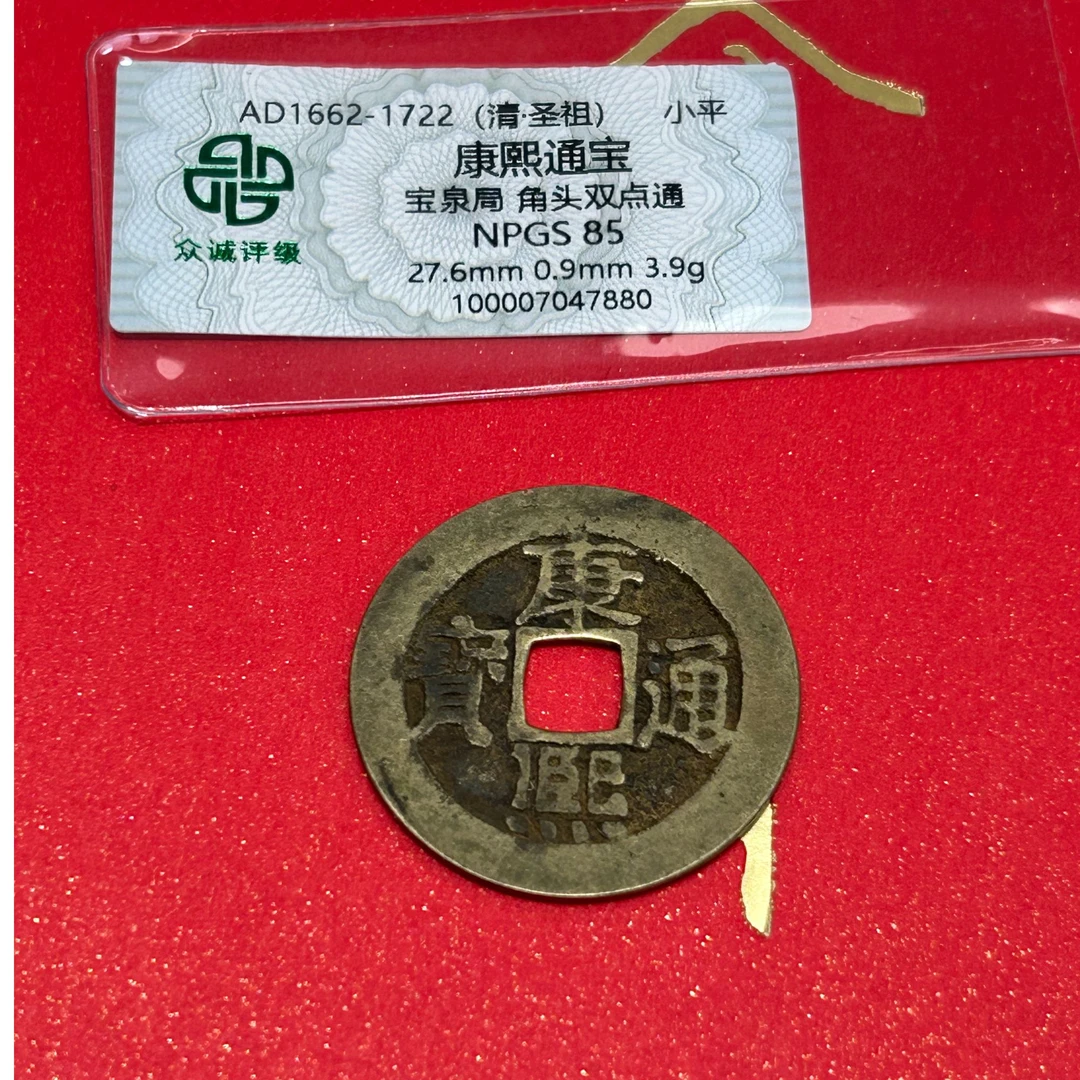 AD1662-1722（清·圣祖） 小平
康熙通宝
宝泉局 角头双点通
NPGS 85
27.6mm 0.9mm 3.9g
100007047880
众诚评级
康熙通寳